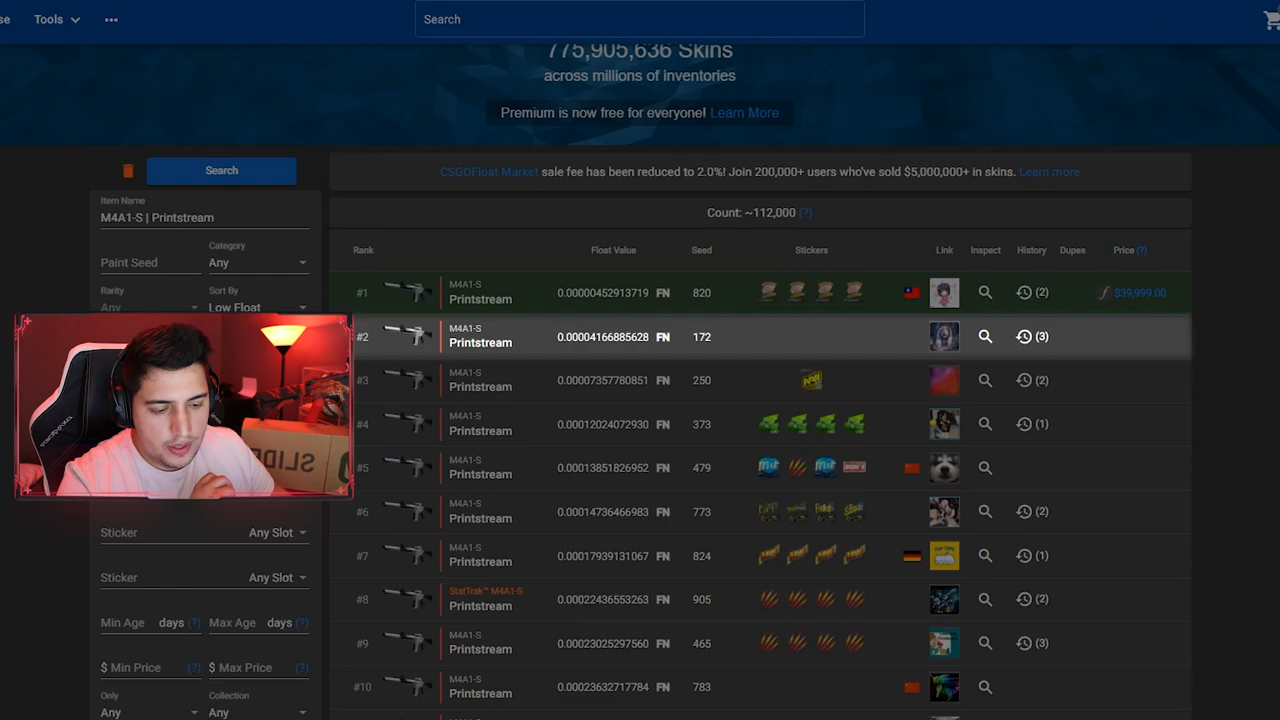 se Tools ...
Search
775,905,636 Skins
across millions of inventories
Premium is now free for everyone! Learn More
Search
CSGOFloat Market sale fee has been reduced to 2.0%! Join 200,000+ users who've sold $5,000,000+ in skins. Learn more
Item Name
M4A1-S | Printstream
Count: ~112,000 (?)
Paint Seed
Category
Any
Rarity
Any
Sort By
Low Float
Rank Float Value Seed Stickers Link Inspect History Dupes Price (?)
#1 M4A1-S Printstream 0.00000452913719 FN 820 (2) $39,999.00
#2 M4A1-S Printstream 0.00004166885628 FN 172 (3)
#3 M4A1-S Printstream 0.00007357780851 FN 250 (2)
#4 M4A1-S Printstream 0.00012024072930 FN 373 (1)
#5 M4A1-S Printstream 0.00013851826952 FN 479
#6 M4A1-S Printstream 0.00014736466983 FN 773 (2)
#7 M4A1-S Printstream 0.00017939131067 FN 824 (1)
#8 StatTrak™ M4A1-S Printstream 0.00022436553263 FN 905 (2)
#9 M4A1-S Printstream 0.00023025297560 FN 465 (3)
#10 M4A1-S Printstream 0.00023632717784 FN 783
SLIDE
Sticker Any Slot
Sticker Any Slot
Min Age days (?) Max Age days (?)
$ Min Price (?) $ Max Price (?)
Only
Any
Collection
Any